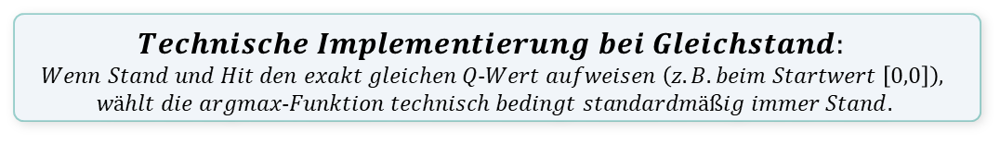 Technische Implementierung bei Gleichstand:
Wenn Stand und Hit den exakt gleichen Q-Wert aufweisen (z.B. beim Startwert [0,0]),
wählt die argmax-Funktion technisch bedingt standardmäßig immer Stand.